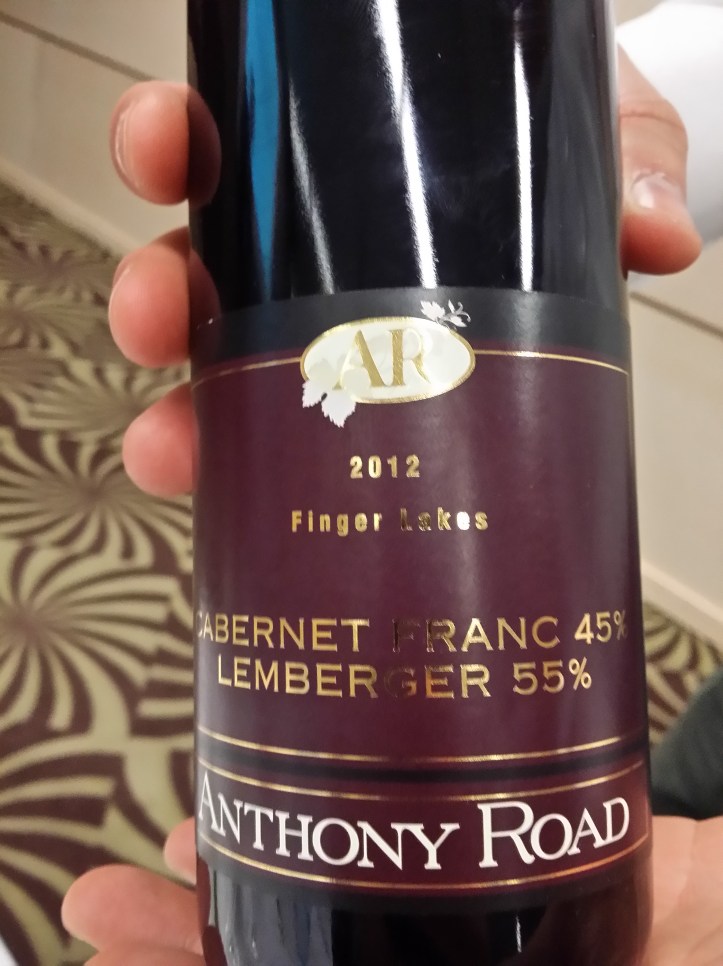 AR
2012
Finger Lakes
CABERNET FRANC 45%
LEMBERGER 55%
ANTHONY ROAD